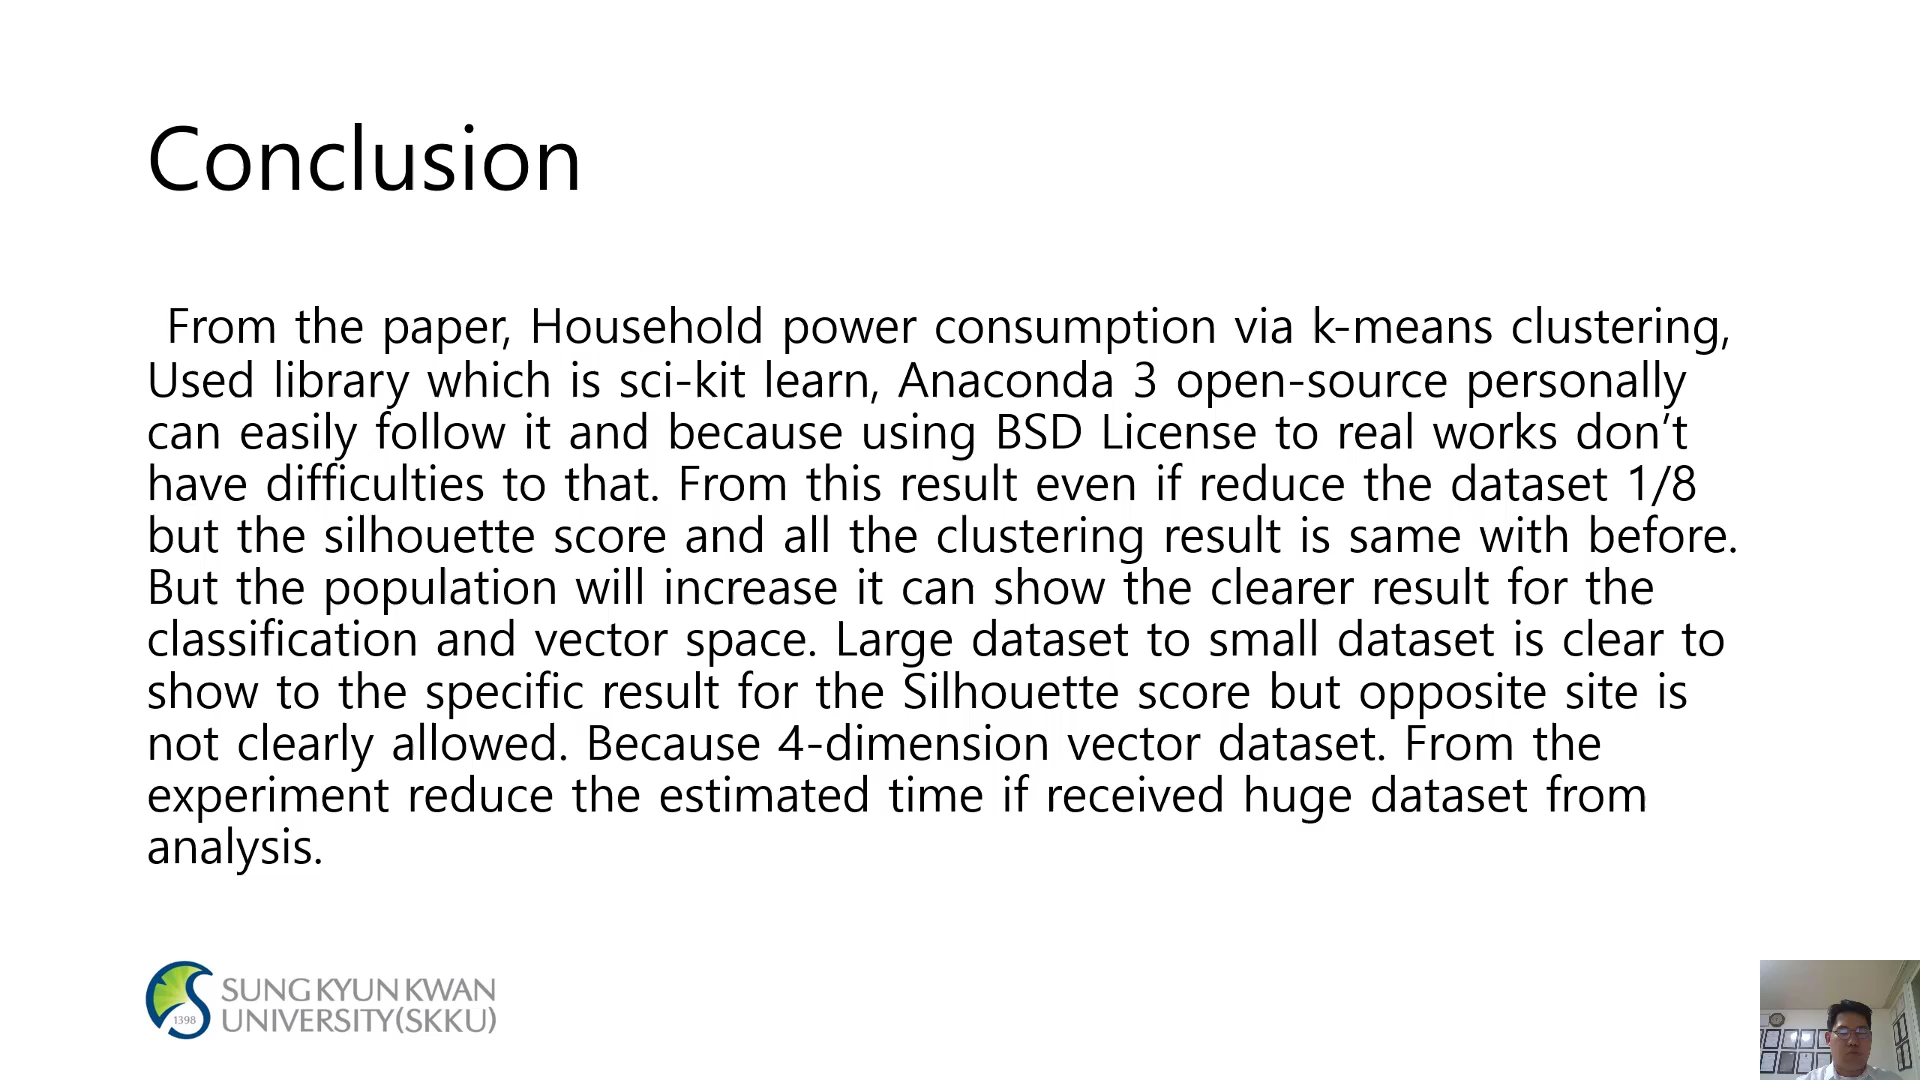 Conclusion
From the paper, Household power consumption via k-means clustering,
Used library which is sci-kit learn, Anaconda 3 open-source personally
can easily follow it and because using BSD License to real works don’t
have difficulties to that. From this result even if reduce the dataset 1/8
but the silhouette score and all the clustering result is same with before.
But the population will increase it can show the clearer result for the
classification and vector space. Large dataset to small dataset is clear to
show to the specific result for the Silhouette score but opposite site is
not clearly allowed. Because 4-dimension vector dataset. From the
experiment reduce the estimated time if received huge dataset from
analysis.
1398
SUNG KYUN KWAN
UNIVERSITY(SKKU)